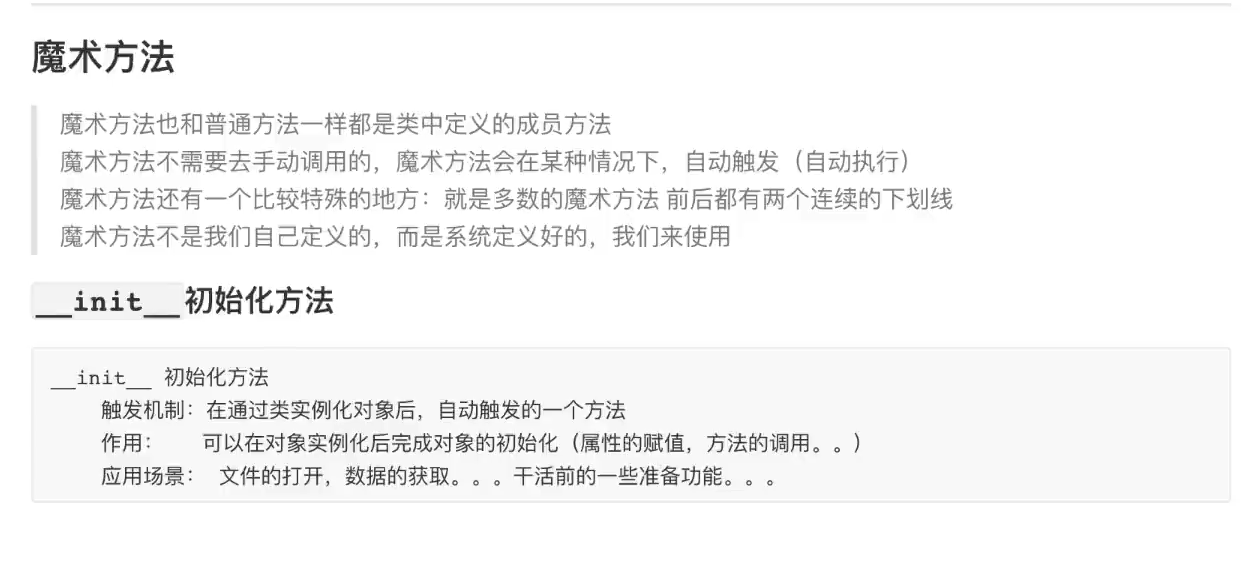 魔术方法
魔术方法也和普通方法一样都是类中定义的成员方法
魔术方法不需要去手动调用的，魔术方法会在某种情况下，自动触发（自动执行）
魔术方法还有一个比较特殊的地方：就是多数的魔术方法 前后都有两个连续的下划线
魔术方法不是我们自己定义的，而是系统定义好的，我们来使用
__init__初始化方法
__init__ 初始化方法
触发机制：在通过类实例化对象后，自动触发的一个方法
作用：    可以在对象实例化后完成对象的初始化（属性的赋值，方法的调用。。）
应用场景：  文件的打开，数据的获取。。。干活前的一些准备功能。。。